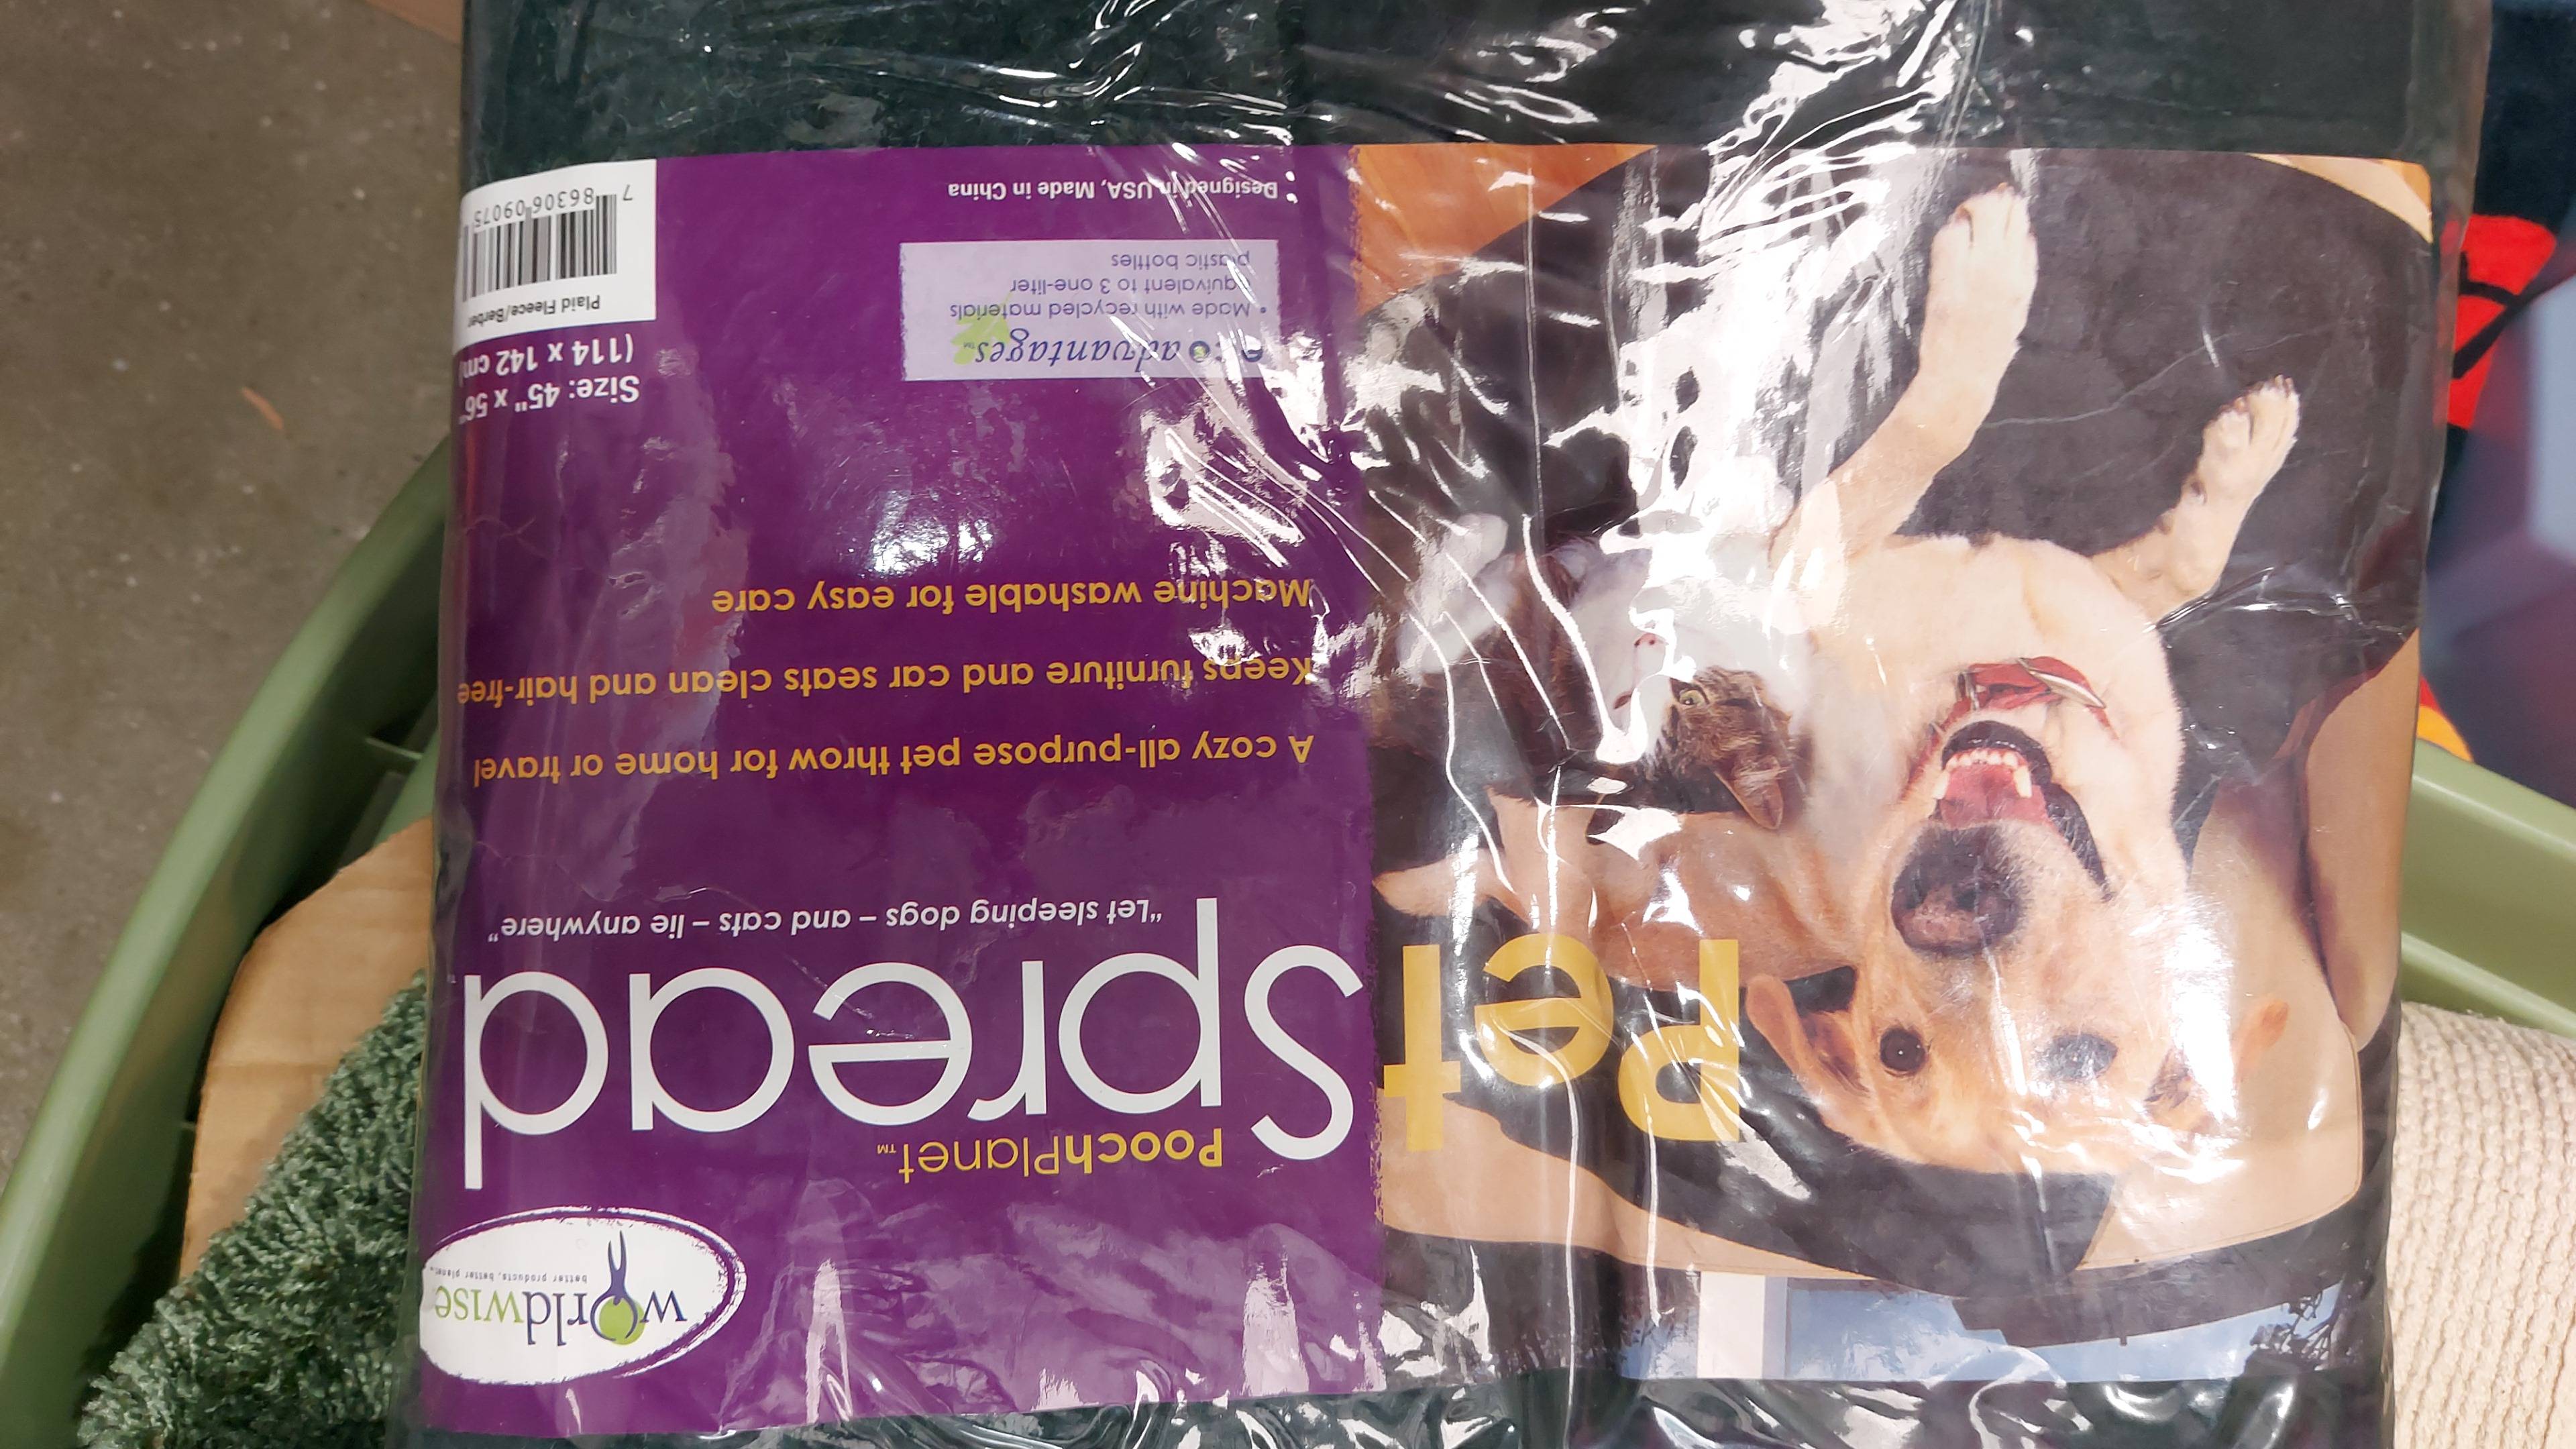 worldwise
better products, better planet.™
PoochPlanet™
Pet Spread™
"Let sleeping dogs – and cats – lie anywhere"
A cozy all-purpose pet throw for home or travel
Keeps furniture and car seats clean and hair-free
Machine washable for easy care
Size: 45" x 56"
(114 x 142 cm)
Plaid Fleece/Berber
7 86306 09075
ecoadvantages™
• Made with recycled materials
equivalent to 3 one-liter
plastic bottles
• Designed in USA, Made in China